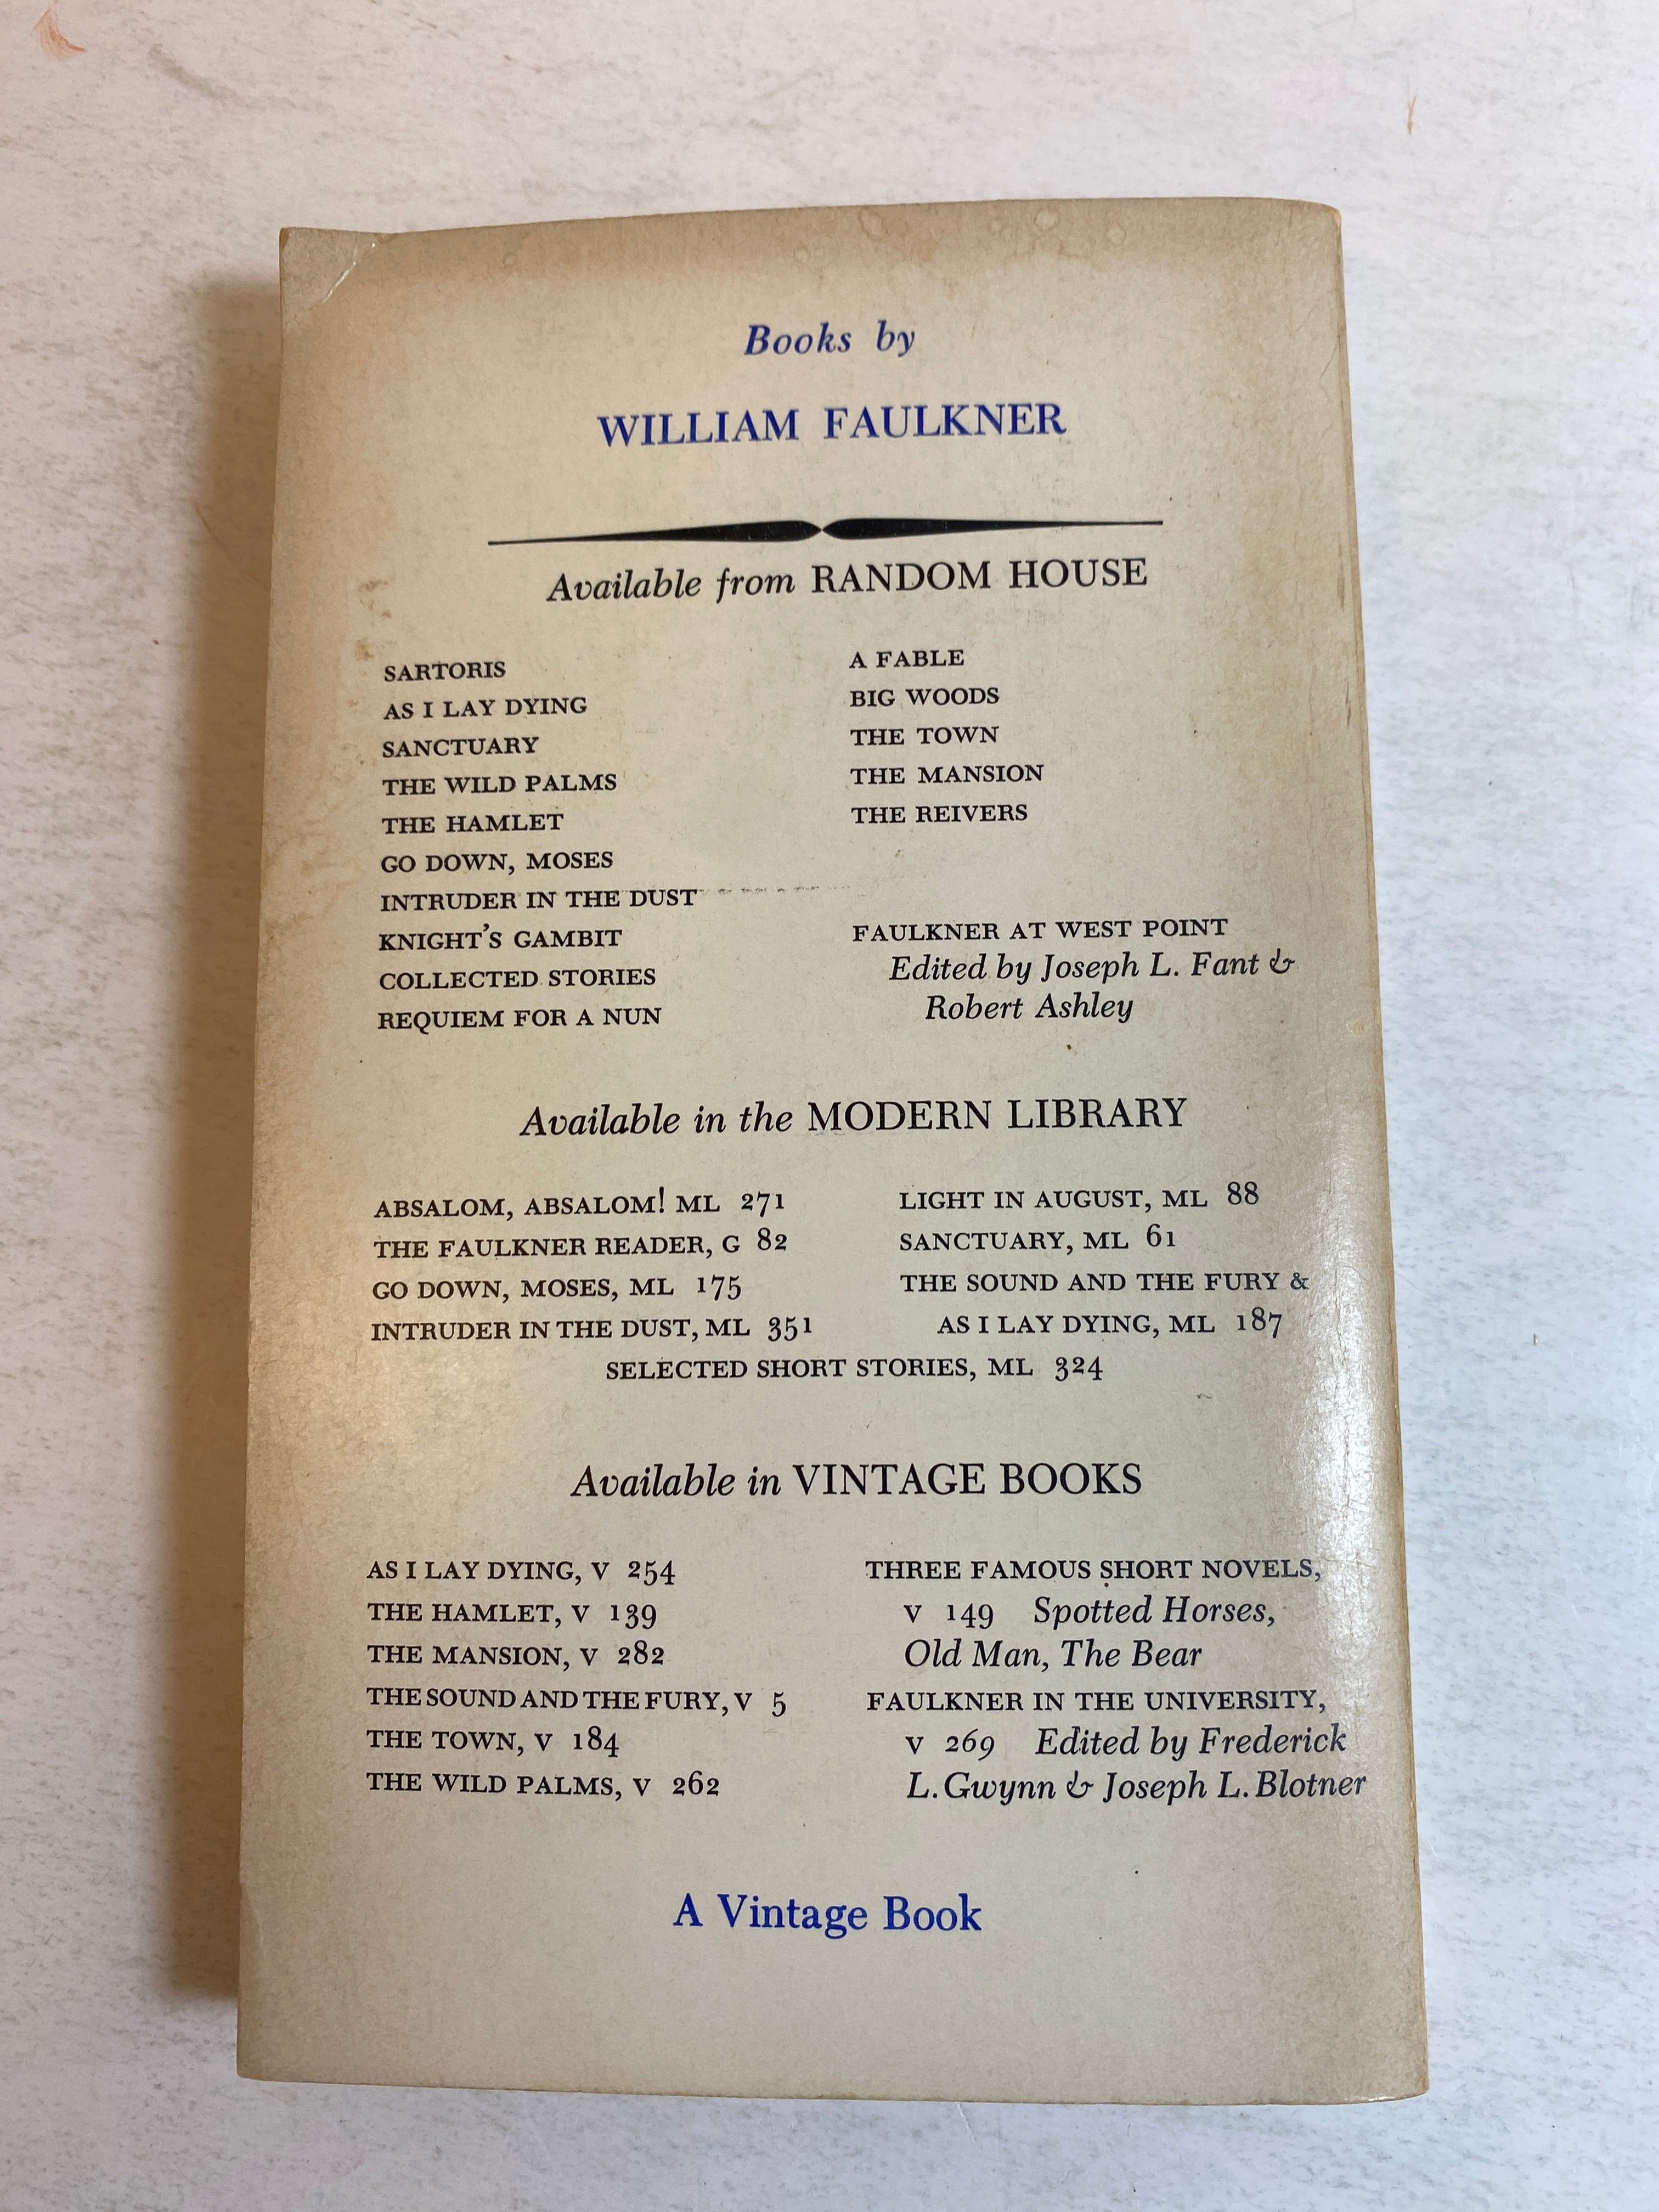 Books by
WILLIAM FAULKNER
Available from RANDOM HOUSE
SARTORIS
AS I LAY DYING
SANCTUARY
THE WILD PALMS
THE HAMLET
GO DOWN, MOSES
INTRUDER IN THE DUST
KNIGHT'S GAMBIT
COLLECTED STORIES
REQUIEM FOR A NUN
A FABLE
BIG WOODS
THE TOWN
THE MANSION
THE REIVERS
FAULKNER AT WEST POINT
Edited by Joseph L. Fant &
Robert Ashley
Available in the MODERN LIBRARY
ABSALOM, ABSALOM! ML 271
THE FAULKNER READER, G 82
GO DOWN, MOSES, ML 175
INTRUDER IN THE DUST, ML 351
LIGHT IN AUGUST, ML 88
SANCTUARY, ML 61
THE SOUND AND THE FURY &
AS I LAY DYING, ML 187
SELECTED SHORT STORIES, ML 324
Available in VINTAGE BOOKS
AS I LAY DYING, V 254
THE HAMLET, V 139
THE MANSION, V 282
THE SOUND AND THE FURY, V 5
THE TOWN, V 184
THE WILD PALMS, V 262
THREE FAMOUS SHORT NOVELS,
V 149 Spotted Horses,
Old Man, The Bear
FAULKNER IN THE UNIVERSITY,
V 269 Edited by Frederick
L. Gwynn & Joseph L. Blotner
A Vintage Book